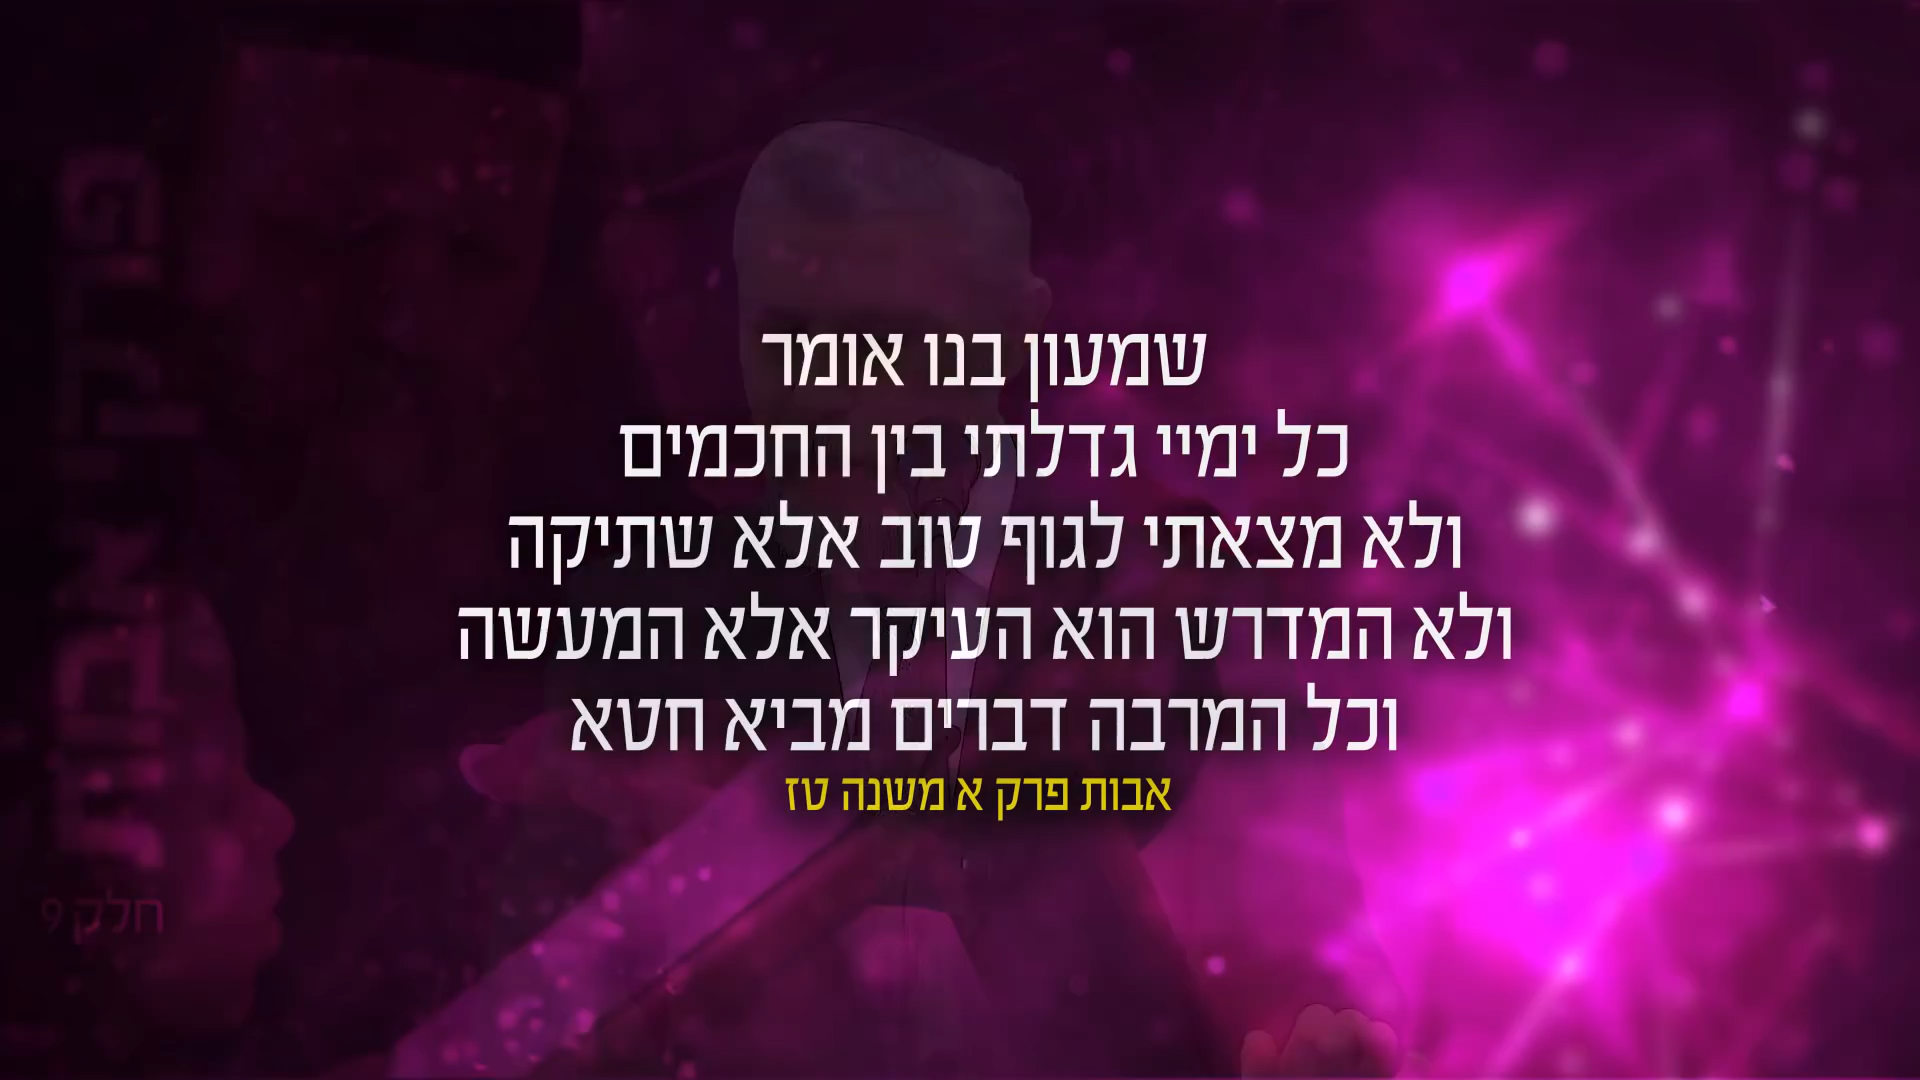 שמעון בנו אומר
כל ימיי גדלתי בין החכמים
ולא מצאתי לגוף טוב אלא שתיקה
ולא המדרש הוא העיקר אלא המעשה
וכל המרבה דברים מביא חטא
אבות פרק א משנה טז
חלק 9